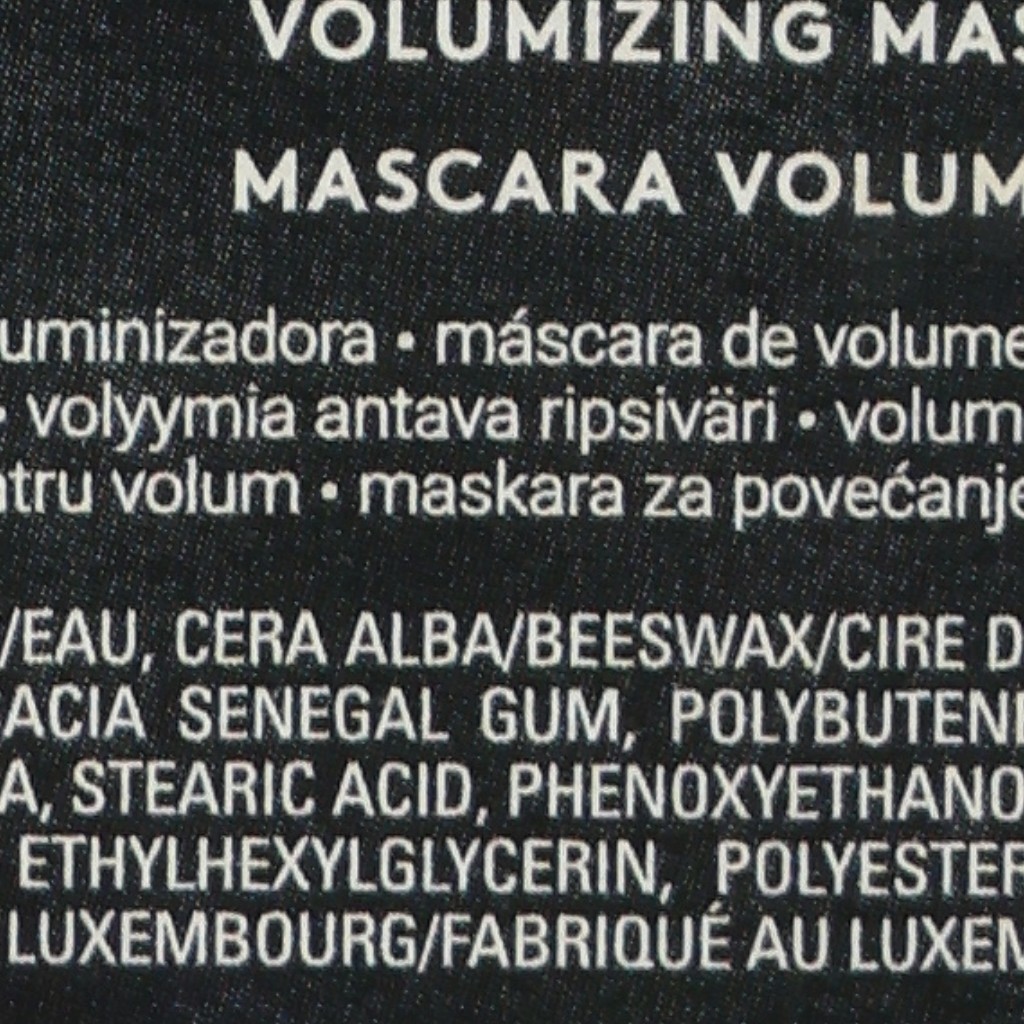 VOLUMIZING MAS
MASCARA VOLUM
uminizadora • máscara de volume
• volyymia antava ripsiväri • volum
ntru volum • maskara za povećanje
/EAU, CERA ALBA/BEESWAX/CIRE D
ACIA SENEGAL GUM, POLYBUTEN
A, STEARIC ACID, PHENOXYETHANO
ETHYLHEXYLGLYCERIN, POLYESTER
LUXEMBOURG/FABRIQUÉ AU LUXEM